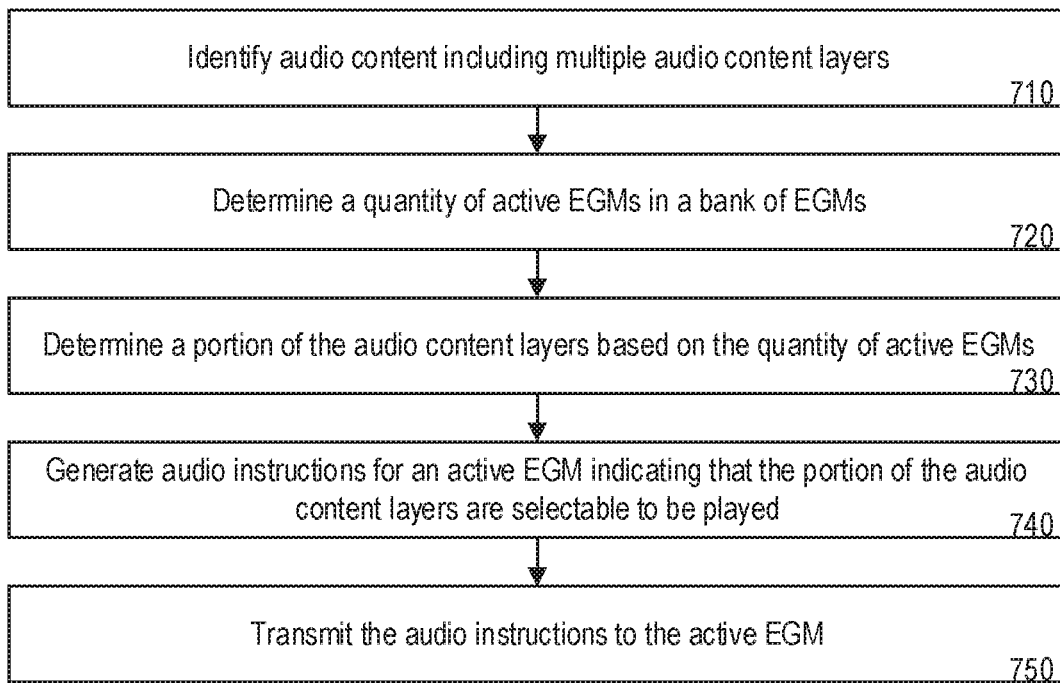 Identify audio content including multiple audio content layers
710
Determine a quantity of active EGMs in a bank of EGMs
720
Determine a portion of the audio content layers based on the quantity of active EGMs
730
Generate audio instructions for an active EGM indicating that the portion of the audio
content layers are selectable to be played
740
Transmit the audio instructions to the active EGM
750